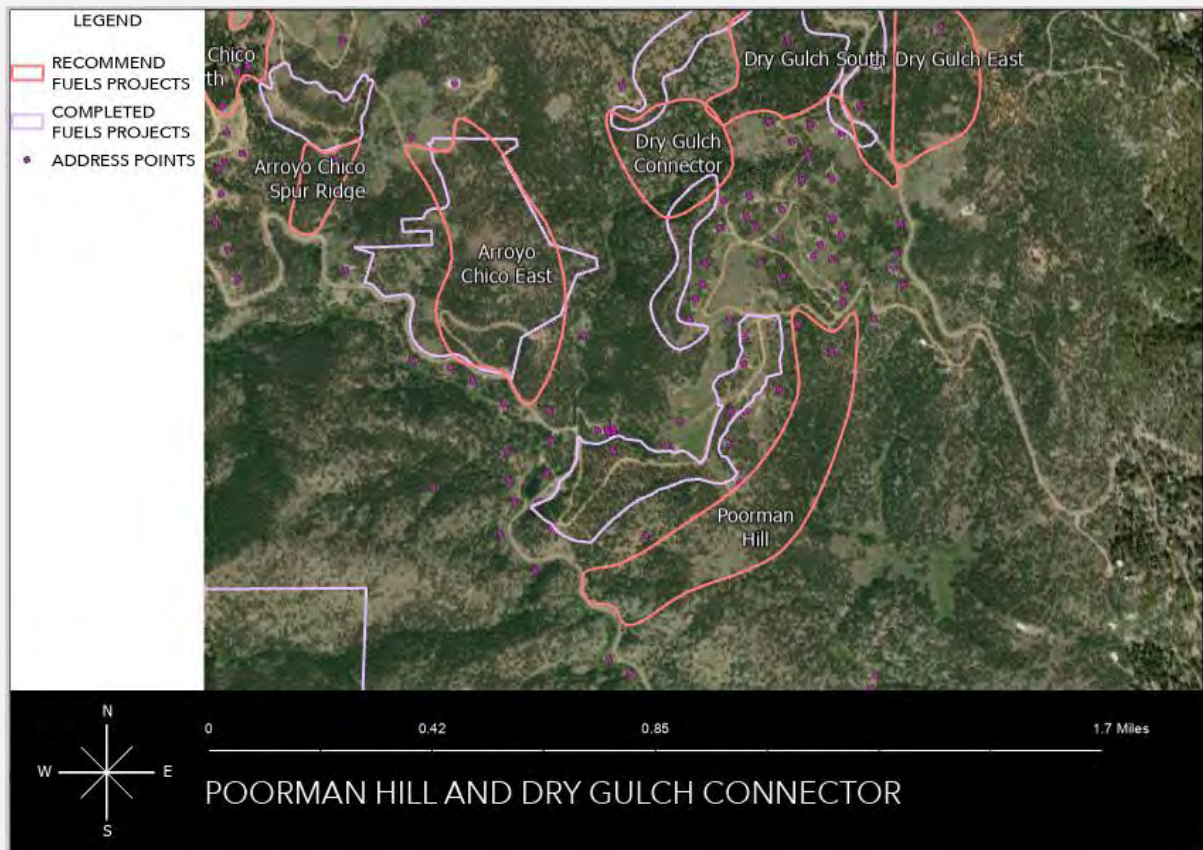 LEGEND
RECOMMEND
FUELS PROJECTS
COMPLETED
FUELS PROJECTS
ADDRESS POINTS
Chico
th
Arroyo Chico
Spur Ridge
Arroyo
Chico East
Dry Gulch South
Dry Gulch East
Dry Gulch
Connector
Poorman
Hill
N
W
E
S
0
0.42
0.85
1.7 Miles
POORMAN HILL AND DRY GULCH CONNECTOR